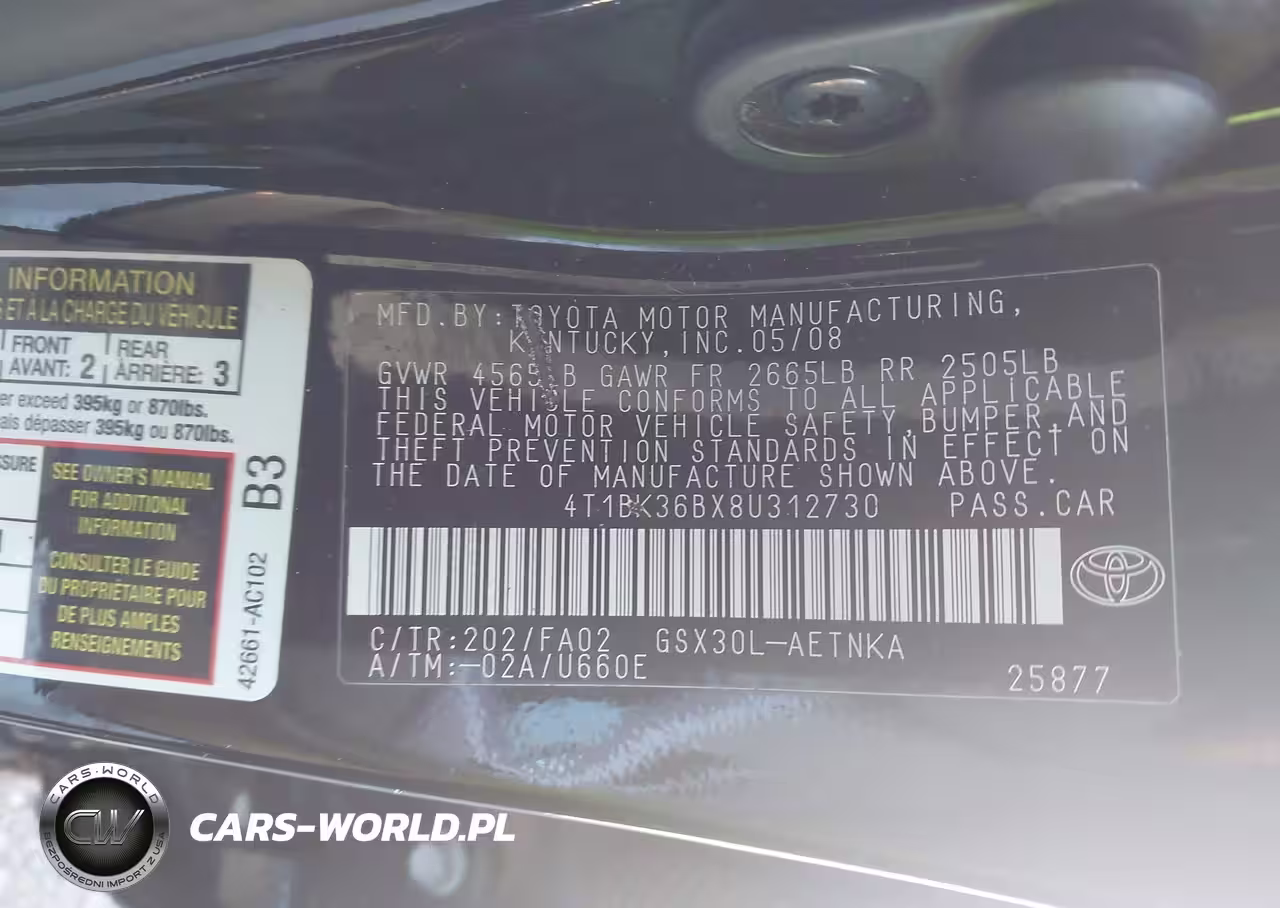 INFORMATION
S ET À LA CHARGE DU VÉHICULE
FRONT
AVANT: 2
REAR
ARRIÈRE: 3
er exceed 395kg or 870lbs.
ais dépasser 395kg ou 870lbs.
SSURE
SEE OWNER'S MANUAL
FOR ADDITIONAL
INFORMATION
CONSULTER LE GUIDE
DU PROPRIÉTAIRE POUR
DE PLUS AMPLES
RENSEIGNEMENTS
B3
42661-AC102
MFD.BY:TOYOTA MOTOR MANUFACTURING,
KENTUCKY,INC.05/08
GVWR 4565LB GAWR FR 2665LB RR 2505LB
THIS VEHICLE CONFORMS TO ALL APPLICABLE
FEDERAL MOTOR VEHICLE SAFETY,BUMPER,AND
THEFT PREVENTION STANDARDS IN EFFECT ON
THE DATE OF MANUFACTURE SHOWN ABOVE.
4T1BK36BX8U312730 PASS.CAR
C/TR:202/FA02 GSX30L-AETNKA
A/TM:-02A/U660E
25877
CARS-WORLD
CW
BEZPOŚREDNI IMPORT Z USA
CARS-WORLD.PL